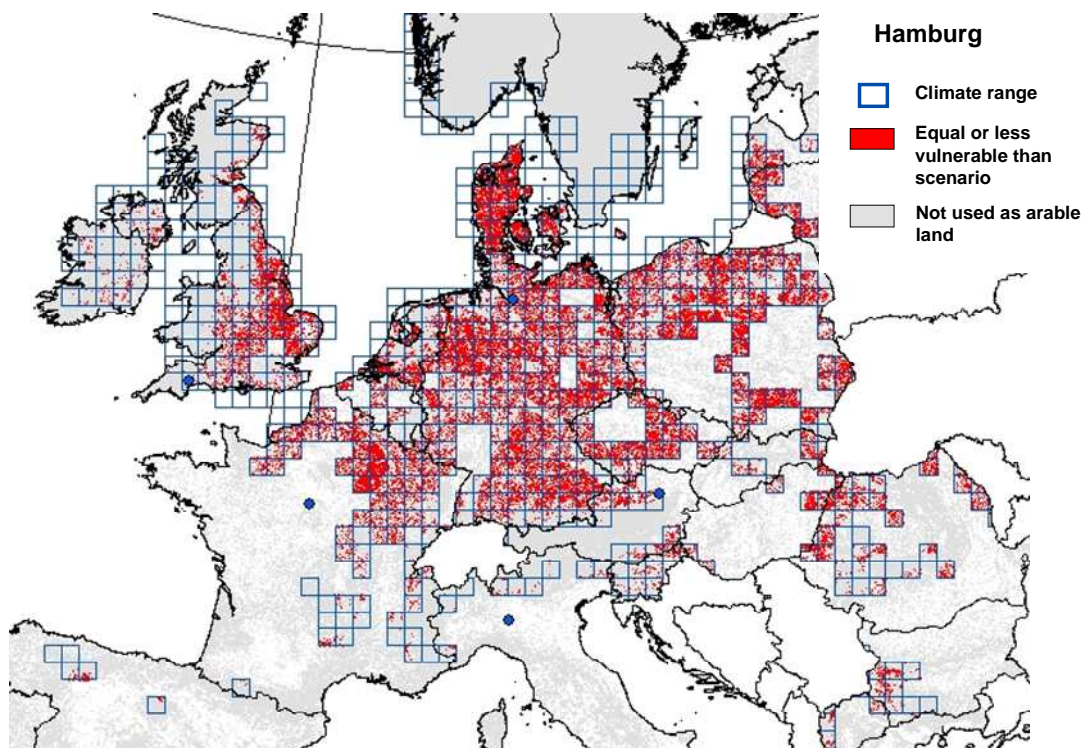 Hamburg
Climate range
Equal or less
vulnerable than
scenario
Not used as arable
land